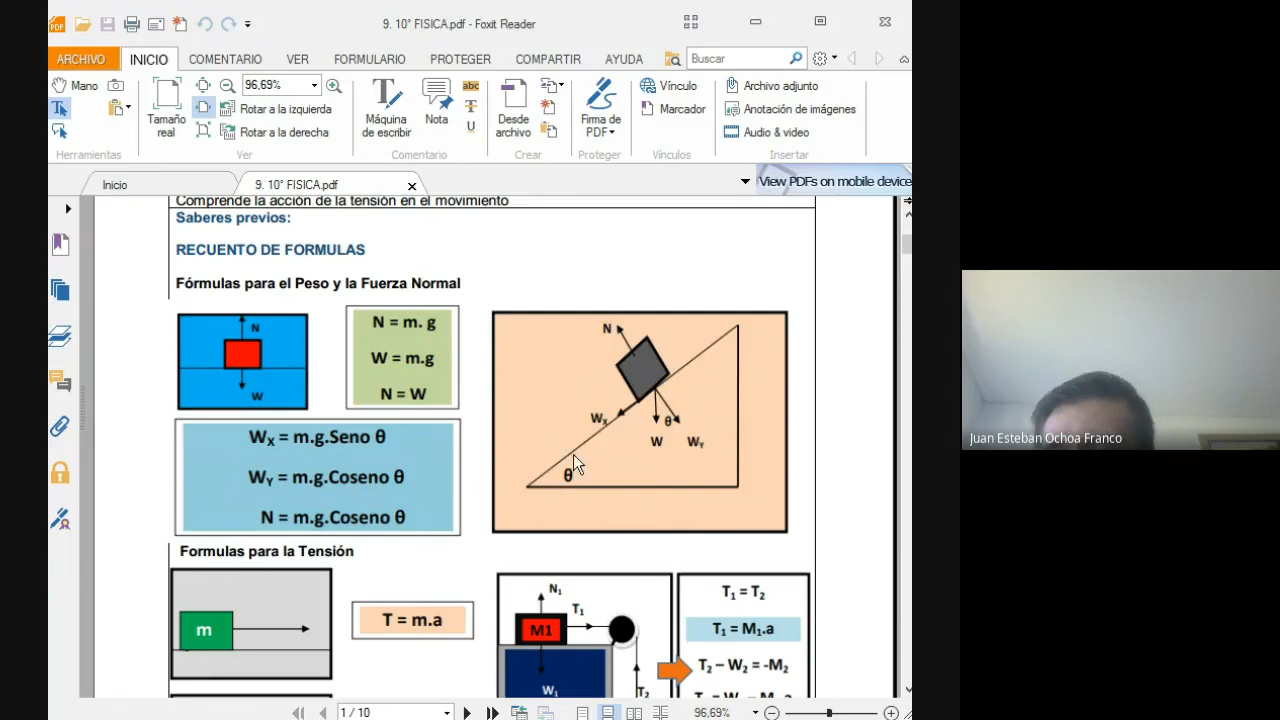 9. 10° FISICA.pdf - Foxit Reader
ARCHIVO INICIO COMENTARIO VER FORMULARIO PROTEGER COMPARTIR AYUDA Buscar
Mano
96,69%
Tamaño real
Rotar a la izquierda
Rotar a la derecha
Máquina de escribir
Nota
abc
T
U
Desde archivo
Firma de PDF
Vínculo
Marcador
Archivo adjunto
Anotación de imágenes
Audio & video
Herramientas Ver Comentario Crear Proteger Vínculos Insertar
Inicio 9. 10° FISICA.pdf View PDFs on mobile device
Comprende la acción de la tensión en el movimiento
Saberes previos:
RECUENTO DE FORMULAS
Fórmulas para el Peso y la Fuerza Normal
N
W
N = m. g
W = m.g
N = W
N
Wx
θ
W
WY
θ
Wx = m.g.Seno θ
WY = m.g.Coseno θ
N = m.g.Coseno θ
Formulas para la Tensión
m
T = m.a
N1
T1
M1
W1
T2
T1 = T2
T1 = M1.a
T2 – W2 = -M2
Juan Esteban Ochoa Franco
1 / 10
96,69%